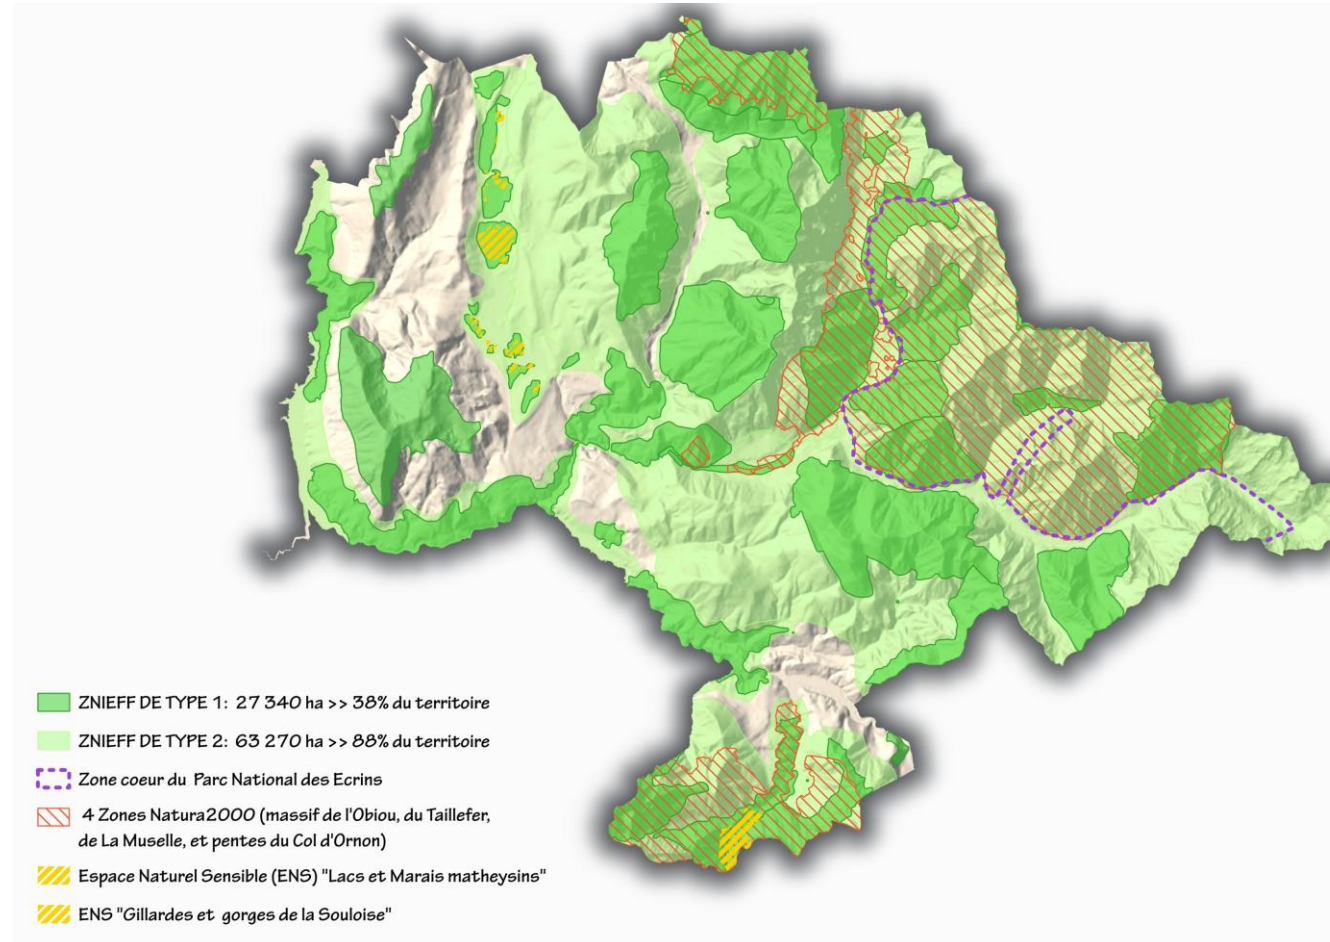 ZNIEFF DE TYPE 1: 27 340 ha >> 38% du territoire
ZNIEFF DE TYPE 2: 63 270 ha >> 88% du territoire
Zone coeur du Parc National des Ecrins
4 Zones Natura2000 (massif de l'Obiou, du Taillefer,
de La Muselle, et pentes du Col d'Ornon)
Espace Naturel Sensible (ENS) "Lacs et Marais matheysins"
ENS "Gillardes et gorges de la Souloise"